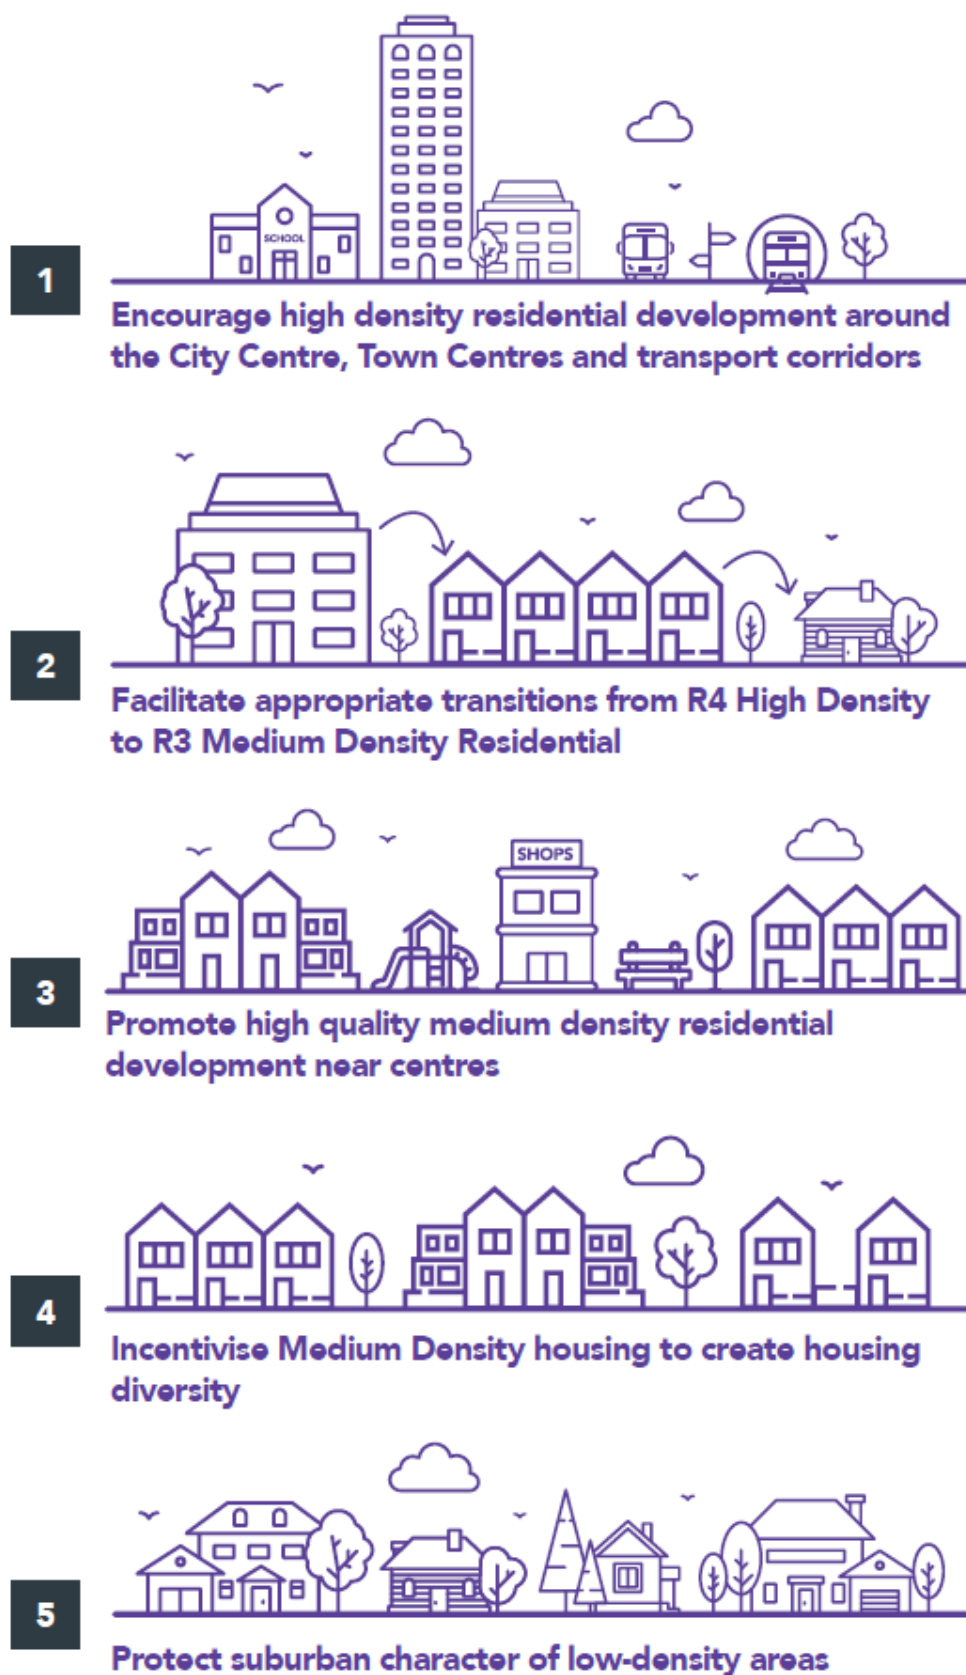 SCHOOL
1
Encourage high density residential development around
the City Centre, Town Centres and transport corridors
2
Facilitate appropriate transitions from R4 High Density
to R3 Medium Density Residential
SHOPS
3
Promote high quality medium density residential
development near centres
4
Incentivise Medium Density housing to create housing
diversity
5
Protect suburban character of low-density areas